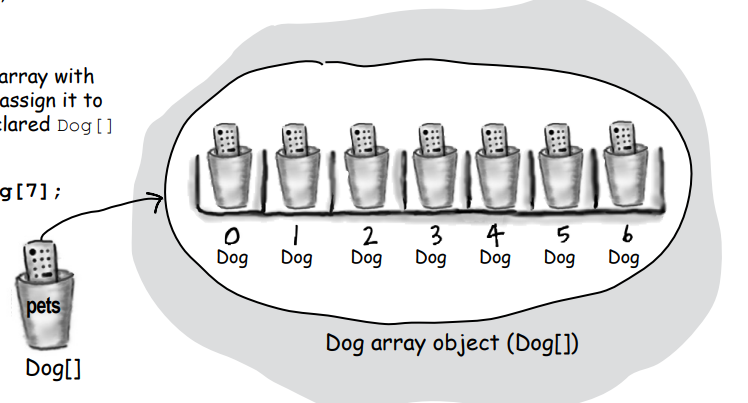 array with
assign it to
Dog[]
[7];
pets
Dog[]
0 1 2 3 4 5 6
Dog Dog Dog Dog Dog Dog Dog
Dog array object (Dog[])